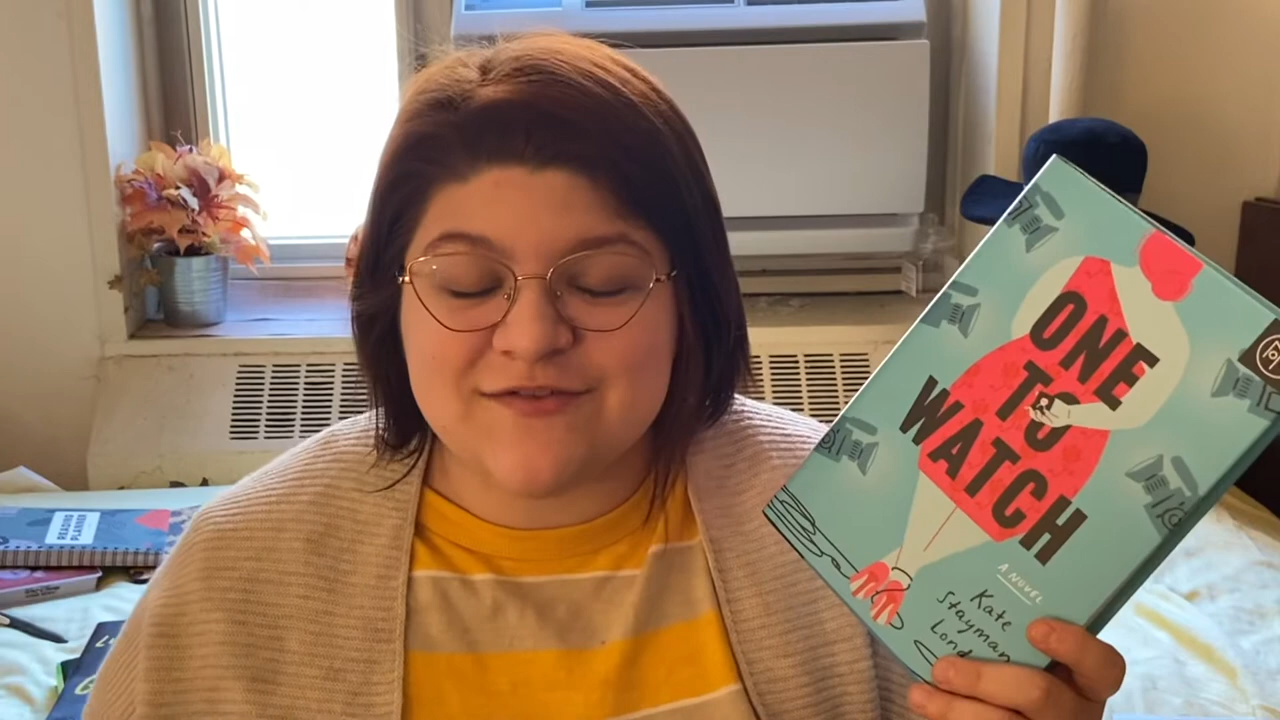 READING
PLANNER
ONE
TO
WATCH
A NOVEL
Kate
Stayman